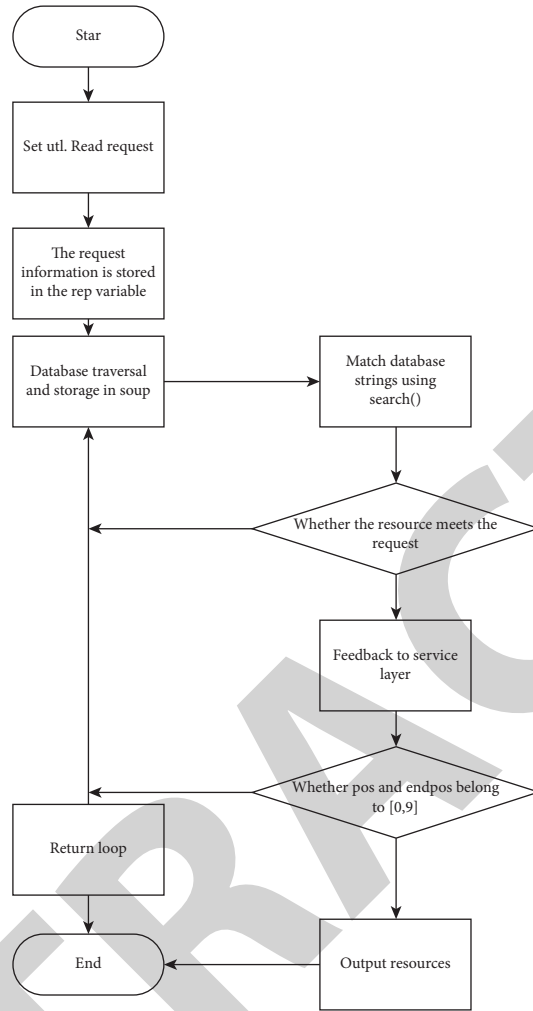 Star
Set utl. Read request
The request
information is stored
in the rep variable
Database traversal
and storage in soup
Match database
strings using
search()
Whether the resource meets the
request
Feedback to service
layer
Whether pos and endpos belong
to [0,9]
Return loop
End
Output resources